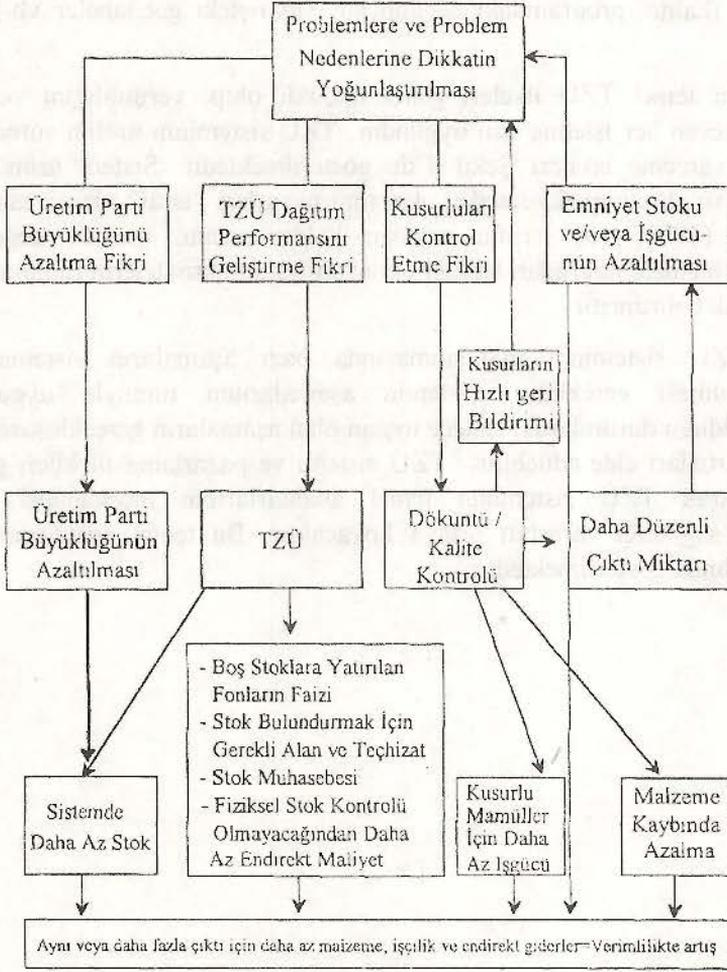 Problemlere ve Problem
Nedenlerine Dikkatin
Yoğunlaştırılması
Üretim Parti
Büyüklüğünü
Azaltma Fikri
TZÜ Dağıtım
Performansını
Geliştirme Fikri
Kusurluları
Kontrol
Etme Fikri
Emniyet Stoku
ve/veya İşgücü
nün Azaltılması
Kusurların
Hızlı geri
Bildirimi
Üretim Parti
Büyüklüğünün
Azaltılması
TZÜ
Döküntü /
Kalite
Kontrolü
Daha Düzenli
Çıktı Miktarı
- Boş Stoklara Yatırılan
Fonların Faizi
- Stok Bulundurmak İçin
Gerekli Alan ve Teçhizat
- Stok Muhasebesi
- Fiziksel Stok Kontrolü
Olmayacağından Daha
Az Endirekt Maliyet
Sistemde
Daha Az Stok
Kusurlu
Mamüller
İçin Daha
Az İşgücü
Malzeme
Kaybında
Azalma
Aynı veya daha fazla çıktı için daha az malzeme, işçilik ve endirekt giderler=Verimlilikte artış